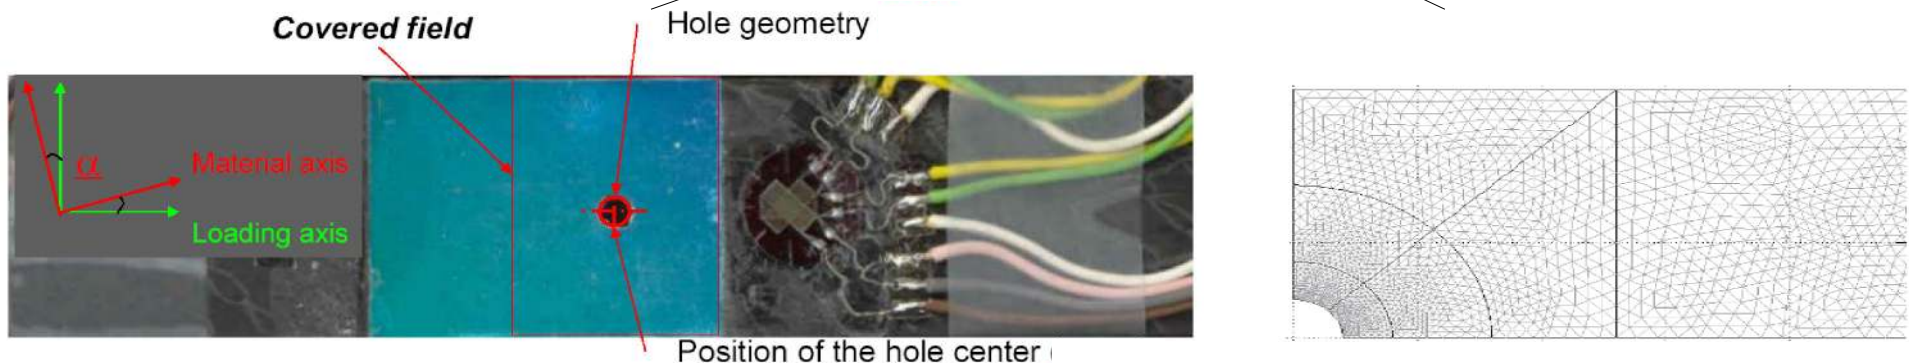 Covered field
Hole geometry
α
Material axis
Loading axis
Position of the hole center